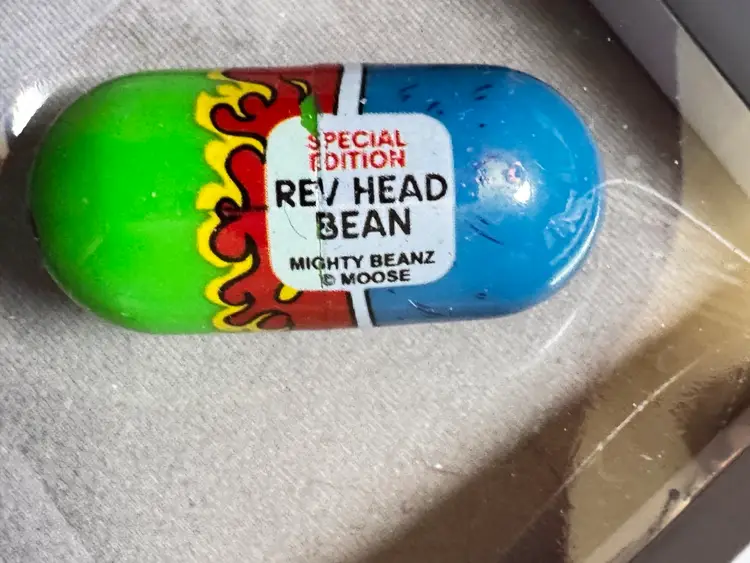 SPECIAL
EDITION
REV HEAD
BEAN
MIGHTY BEANZ
© MOOSE